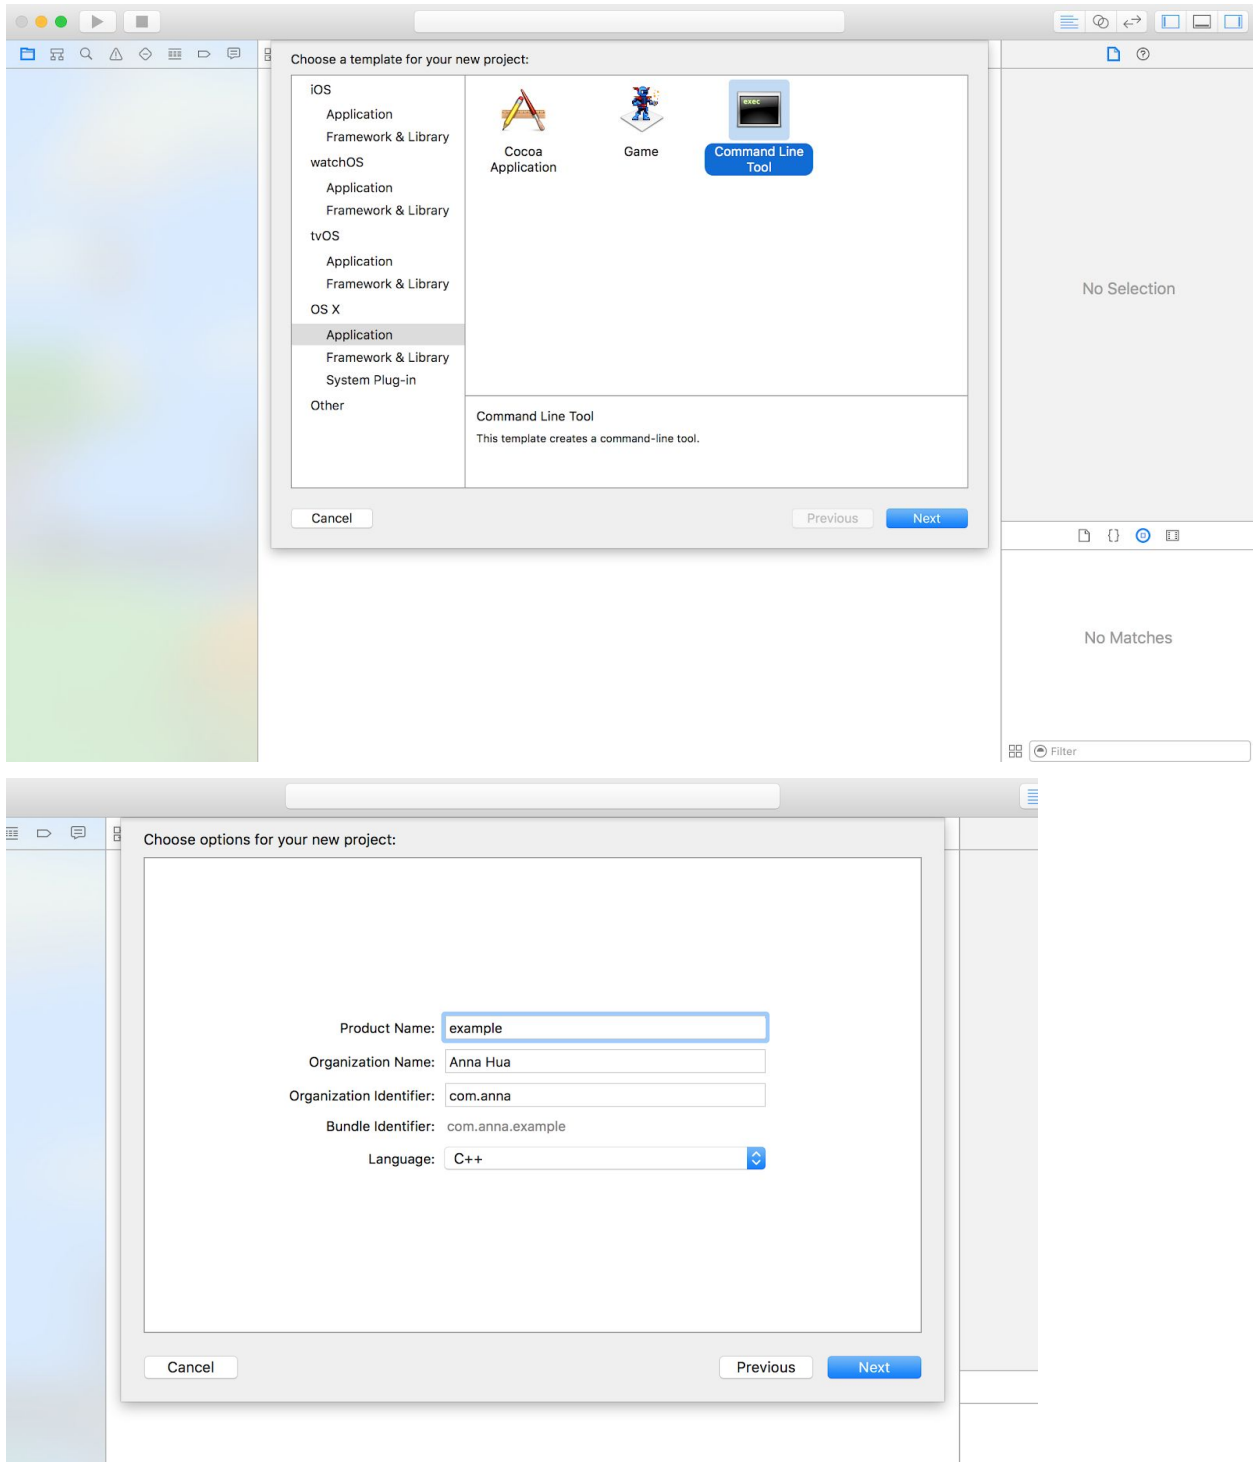 Choose a template for your new project:
iOS
Application
Framework & Library
watchOS
Application
Framework & Library
tvOS
Application
Framework & Library
OS X
Application
Framework & Library
System Plug-in
Other
Cocoa
Application
Game
exec
Command Line
Tool
Command Line Tool
This template creates a command-line tool.
Cancel
Previous
Next
No Selection
{}
No Matches
Filter
Choose options for your new project:
Product Name: example
Organization Name: Anna Hua
Organization Identifier: com.anna
Bundle Identifier: com.anna.example
Language: C++
Cancel
Previous
Next